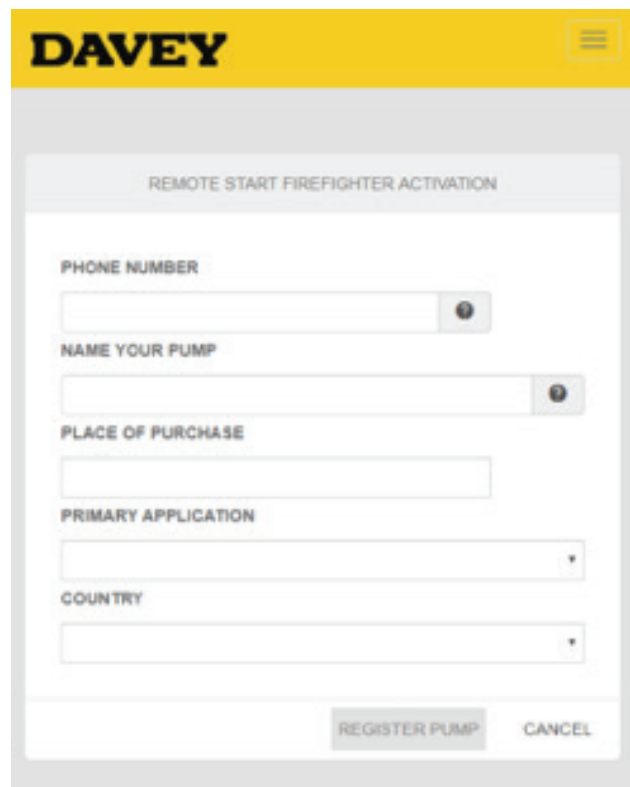 DAVEY
REMOTE START FIREFIGHTER ACTIVATION
PHONE NUMBER
NAME YOUR PUMP
PLACE OF PURCHASE
PRIMARY APPLICATION
COUNTRY
REGISTER PUMP CANCEL